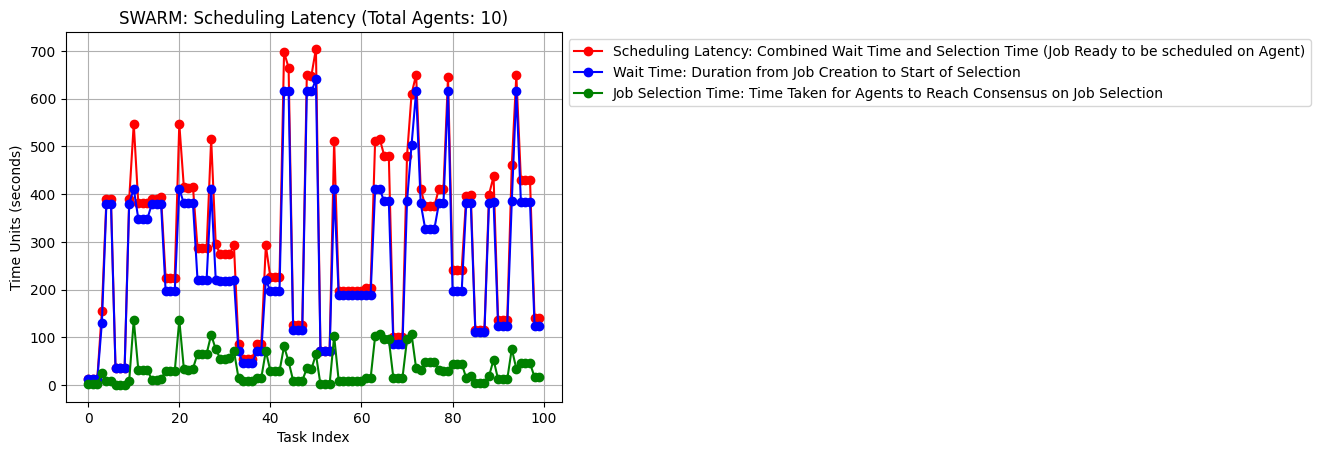 SWARM: Scheduling Latency (Total Agents: 10)
Scheduling Latency: Combined Wait Time and Selection Time (Job Ready to be scheduled on Agent)
Wait Time: Duration from Job Creation to Start of Selection
Job Selection Time: Time Taken for Agents to Reach Consensus on Job Selection
Time Units (seconds)
700
600
500
400
300
200
100
0
0 20 40 60 80 100
Task Index